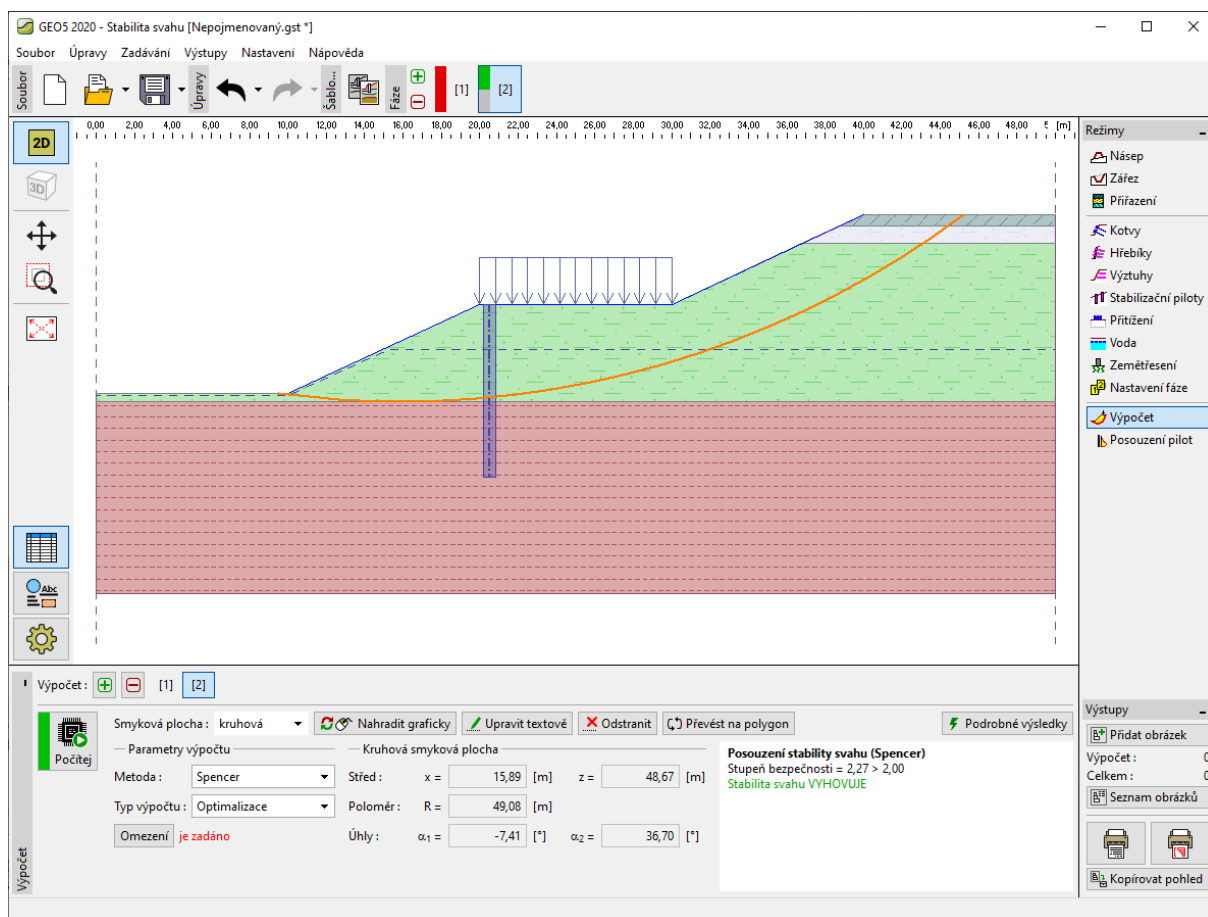 GEO5 2020 - Stabilita svahu [Nepojmenovaný.gst *]
Soubor Úpravy Zadávání Výstupy Nastavení Nápověda
Soubor Úpravy Šablo... Fáze [1] [2]
0,00 2,00 4,00 6,00 8,00 10,00 12,00 14,00 16,00 18,00 20,00 22,00 24,00 26,00 28,00 30,00 32,00 34,00 36,00 38,00 40,00 42,00 44,00 46,00 48,00 [m]
2D
3D
Abc
Režimy
Násep
Zářez
Přiřazení
Kotvy
Hřebíky
Výztuhy
Stabilizační piloty
Přitížení
Voda
Zemětřesení
Nastavení fáze
Výpočet
Posouzení pilot
Výpočet : [1] [2]
Počítej
Smyková plocha : kruhová Nahradit graficky Upravit textově Odstranit Převést na polygon Podrobné výsledky
Parametry výpočtu
Metoda : Spencer
Typ výpočtu : Optimalizace
Omezení je zadáno
Kruhová smyková plocha
Střed : x = 15,89 [m] z = 48,67 [m]
Poloměr : R = 49,08 [m]
Úhly : α1 = -7,41 [°] α2 = 36,70 [°]
Posouzení stability svahu (Spencer)
Stupeň bezpečnosti = 2,27 > 2,00
Stabilita svahu VYHOVUJE
Výpočet
Výstupy
Přidat obrázek
Výpočet : 0
Celkem : 0
Seznam obrázků
Kopírovat pohled